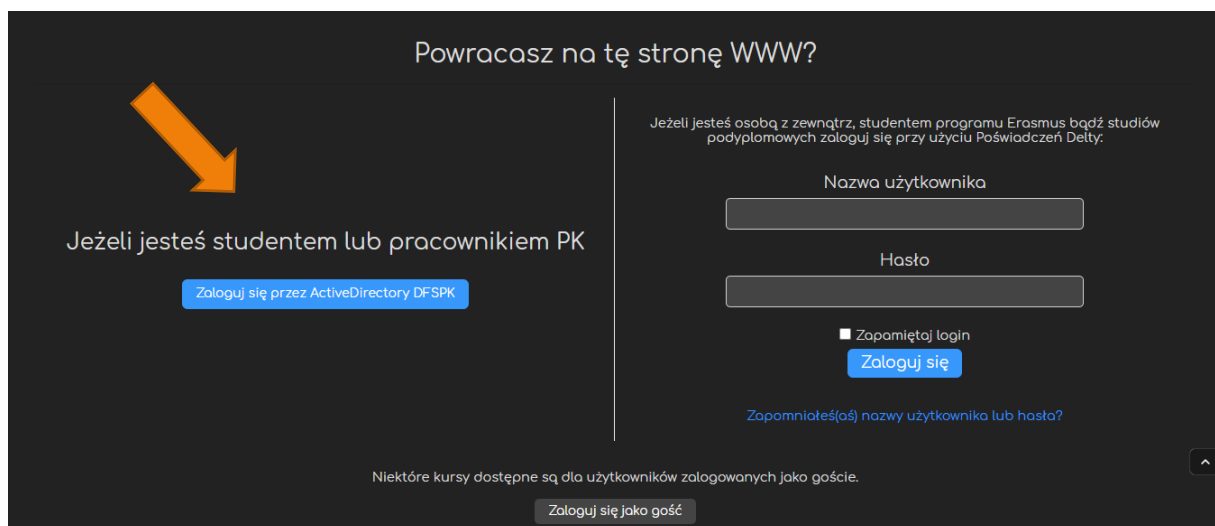 Powracasz na tę stronę WWW?
Jeżeli jesteś studentem lub pracownikiem PK
Zaloguj się przez ActiveDirectory DFSPK
Jeżeli jesteś osobą z zewnątrz, studentem programu Erasmus bądź studiów
podyplomowych zaloguj się przy użyciu Poświadczeń Delty:
Nazwa użytkownika
Hasło
Zapamiętaj login
Zaloguj się
Zapomniałeś(aś) nazwy użytkownika lub hasła?
Niektóre kursy dostępne są dla użytkowników zalogowanych jako goście.
Zaloguj się jako gość